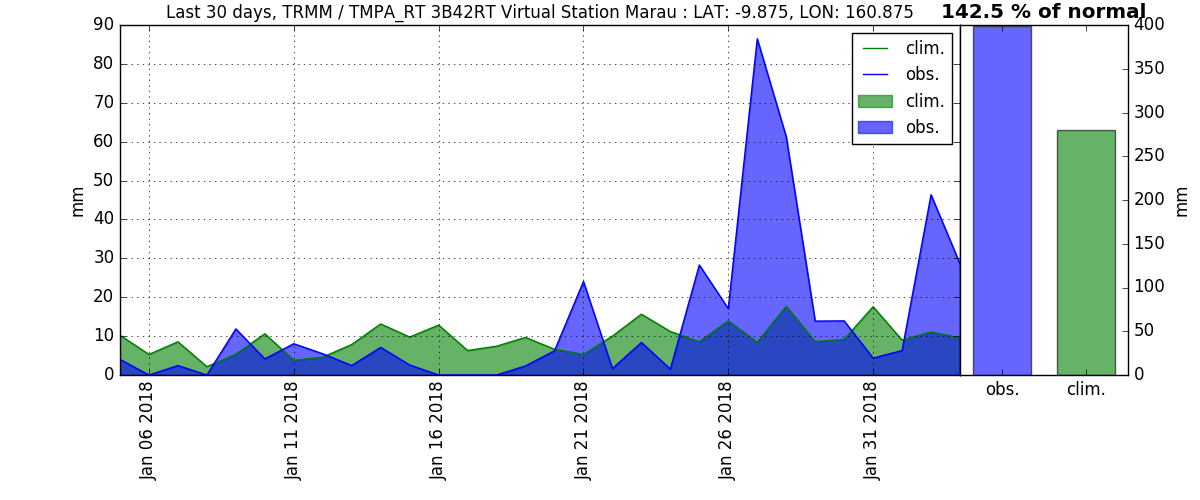 Last 30 days, TRMM / TMPA_RT 3B42RT Virtual Station Marau : LAT: -9.875, LON: 160.875
142.5 % of normal
90
80
70
60
50
40
30
20
10
0
mm
clim.
obs.
clim.
obs.
Jan 06 2018
Jan 11 2018
Jan 16 2018
Jan 21 2018
Jan 26 2018
Jan 31 2018
400
350
300
250
200
150
100
50
0
mm
obs.
clim.